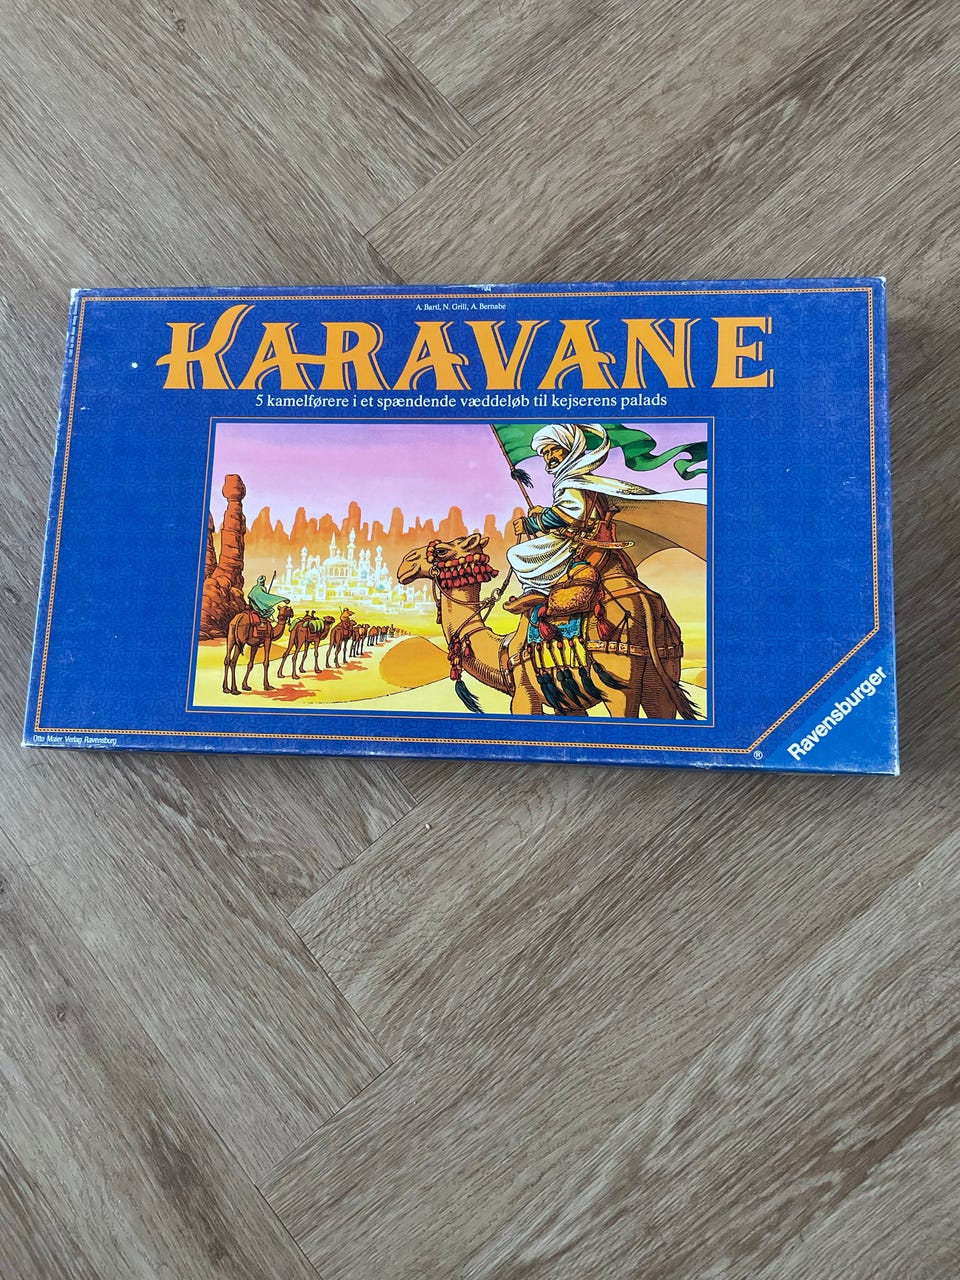 A. Bartl, N. Grill, A. Bernabe
KARAVANE
5 kamelførere i et spændende væddeløb til kejserens palads
Otto Maier Verlag Ravensburg
®
Ravensburger